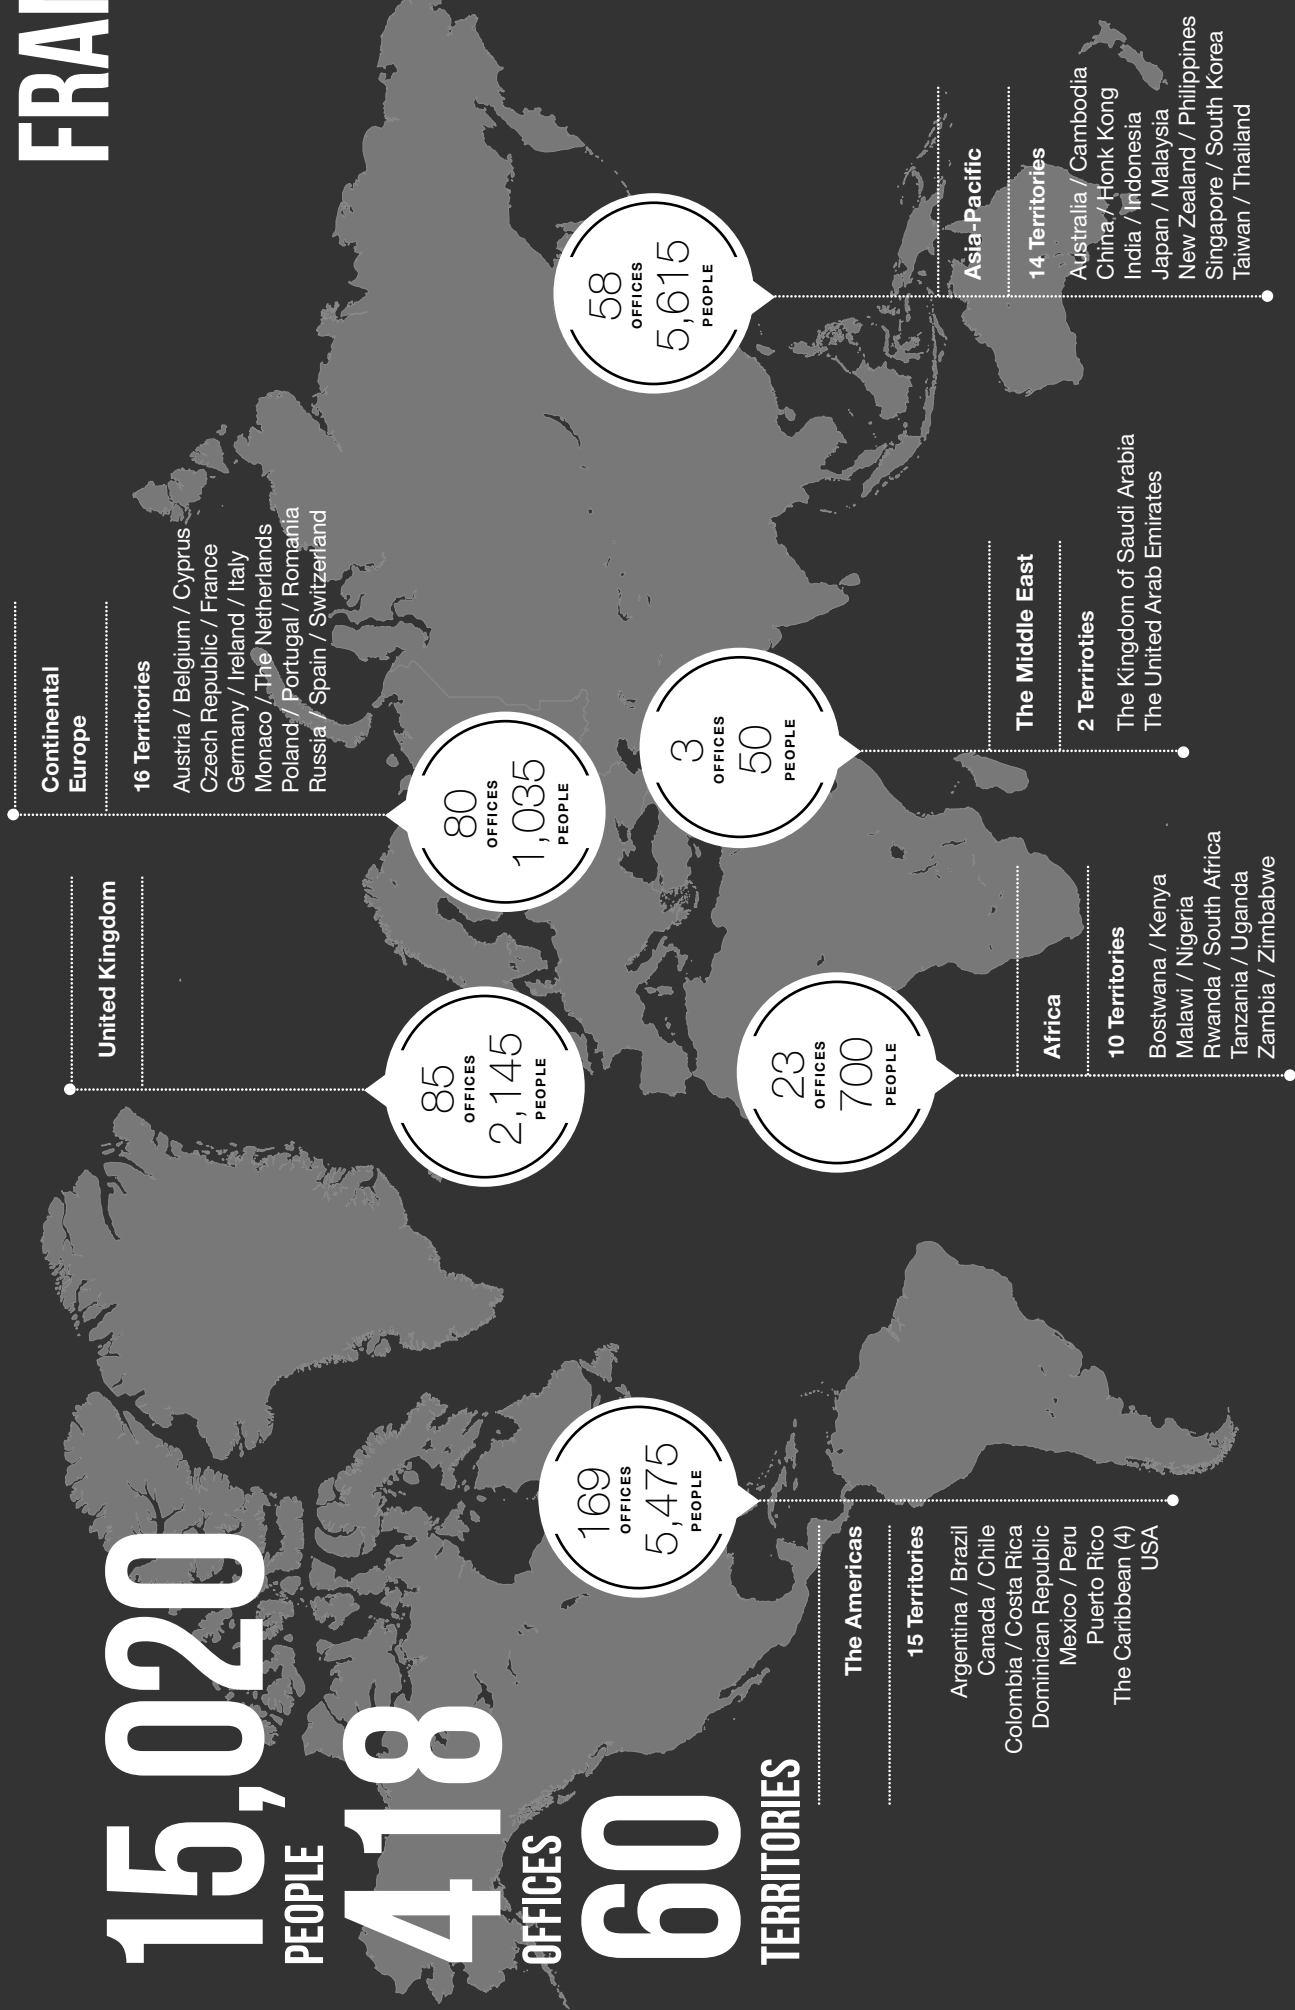 FRA
15,020
PEOPLE
418
OFFICES
60
TERRITORIES
United Kingdom
85
OFFICES
2,145
PEOPLE
Continental
Europe
16 Territories
Austria / Belgium / Cyprus
Czech Republic / France
Germany / Ireland / Italy
Monaco / The Netherlands
Poland / Portugal / Romania
Russia / Spain / Switzerland
80
OFFICES
1,035
PEOPLE
169
OFFICES
5,475
PEOPLE
The Americas
15 Territories
Argentina / Brazil
Canada / Chile
Colombia / Costa Rica
Dominican Republic
Mexico / Peru
Puerto Rico
The Caribbean (4)
USA
23
OFFICES
700
PEOPLE
Africa
10 Territories
Bostwana / Kenya
Malawi / Nigeria
Rwanda / South Africa
Tanzania / Uganda
Zambia / Zimbabwe
3
OFFICES
50
PEOPLE
The Middle East
2 Terriroties
The Kingdom of Saudi Arabia
The United Arab Emirates
58
OFFICES
5,615
PEOPLE
Asia-Pacific
14 Territories
Australia / Cambodia
China / Honk Kong
India / Indonesia
Japan / Malaysia
New Zealand / Philippines
Singapore / South Korea
Taiwan / Thailand